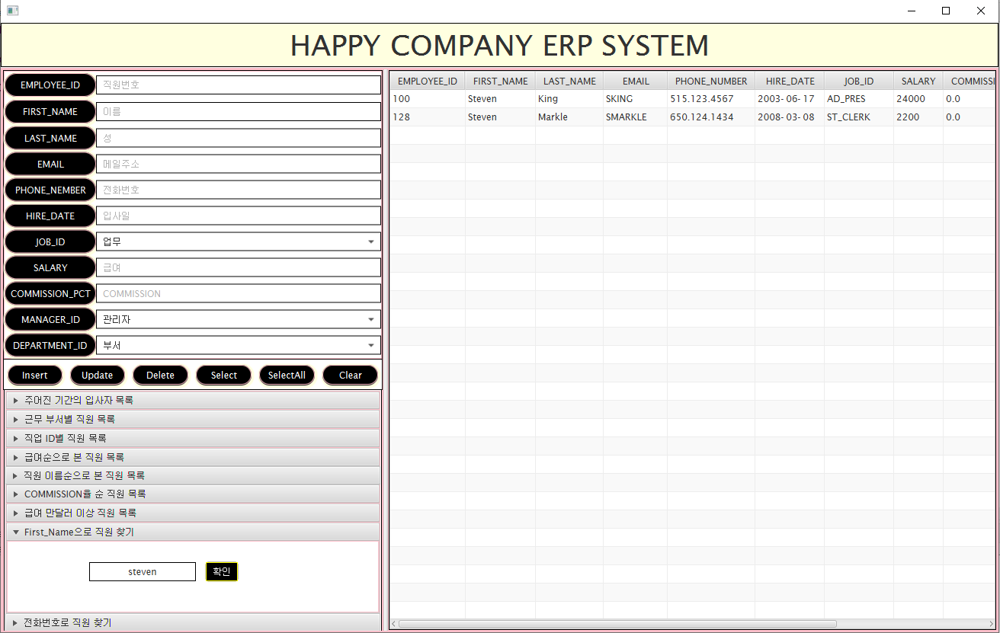 HAPPY COMPANY ERP SYSTEM
EMPLOYEE_ID 직원번호
FIRST_NAME 이름
LAST_NAME 성
EMAIL 메일주소
PHONE_NEMBER 전화번호
HIRE_DATE 입사일
JOB_ID 업무
SALARY 급여
COMMISSION_PCT COMMISSION
MANAGER_ID 관리자
DEPARTMENT_ID 부서
Insert Update Delete Select SelectAll Clear
주어진 기간의 입사자 목록
근무 부서별 직원 목록
직업 ID별 직원 목록
급여순으로 본 직원 목록
직원 이름순으로 본 직원 목록
COMMISSION율 순 직원 목록
급여 만달러 이상 직원 목록
First_Name으로 직원 찾기
steven 확인
전화번호로 직원 찾기
EMPLOYEE_ID FIRST_NAME LAST_NAME EMAIL PHONE_NUMBER HIRE_DATE JOB_ID SALARY COMMISSI
100 Steven King SKING 515.123.4567 2003-06-17 AD_PRES 24000 0.0
128 Steven Markle SMARKLE 650.124.1434 2008-03-08 ST_CLERK 2200 0.0